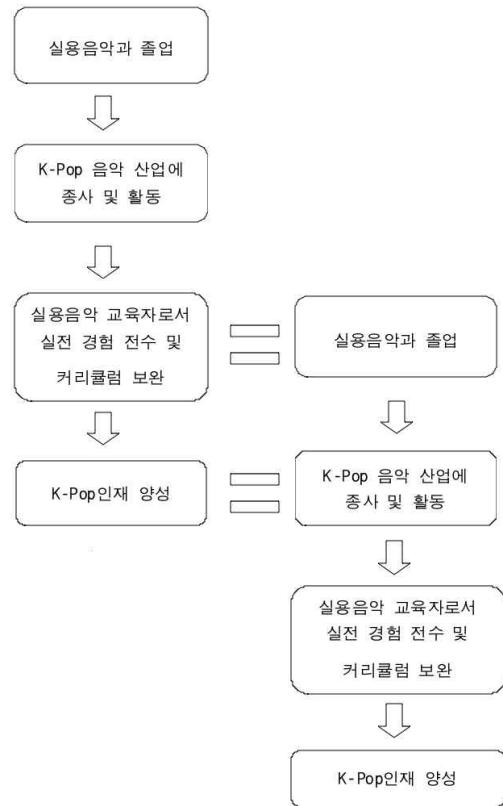 실용음악과 졸업
K-Pop 음악 산업에
종사 및 활동
실용음악 교육자로서
실전 경험 전수 및
커리큘럼 보완
K-Pop인재 양성
실용음악과 졸업
K-Pop 음악 산업에
종사 및 활동
실용음악 교육자로서
실전 경험 전수 및
커리큘럼 보완
K-Pop인재 양성